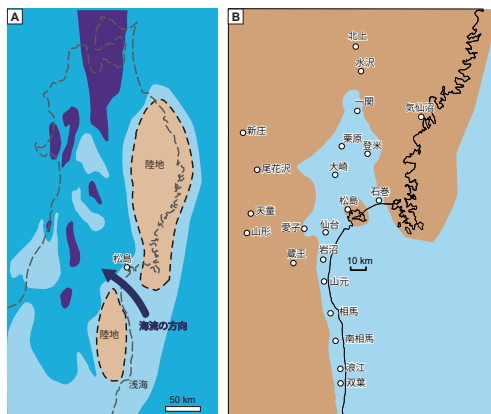 A
陸地
松島
海流の方向
陸地
浅海
50 km
B
北上
水沢
一関
気仙沼
新庄
栗原
登米
尾花沢
大崎
石巻
松島
天童
愛子
仙台
山形
蔵王
岩沼
10 km
山元
相馬
南相馬
浪江
双葉